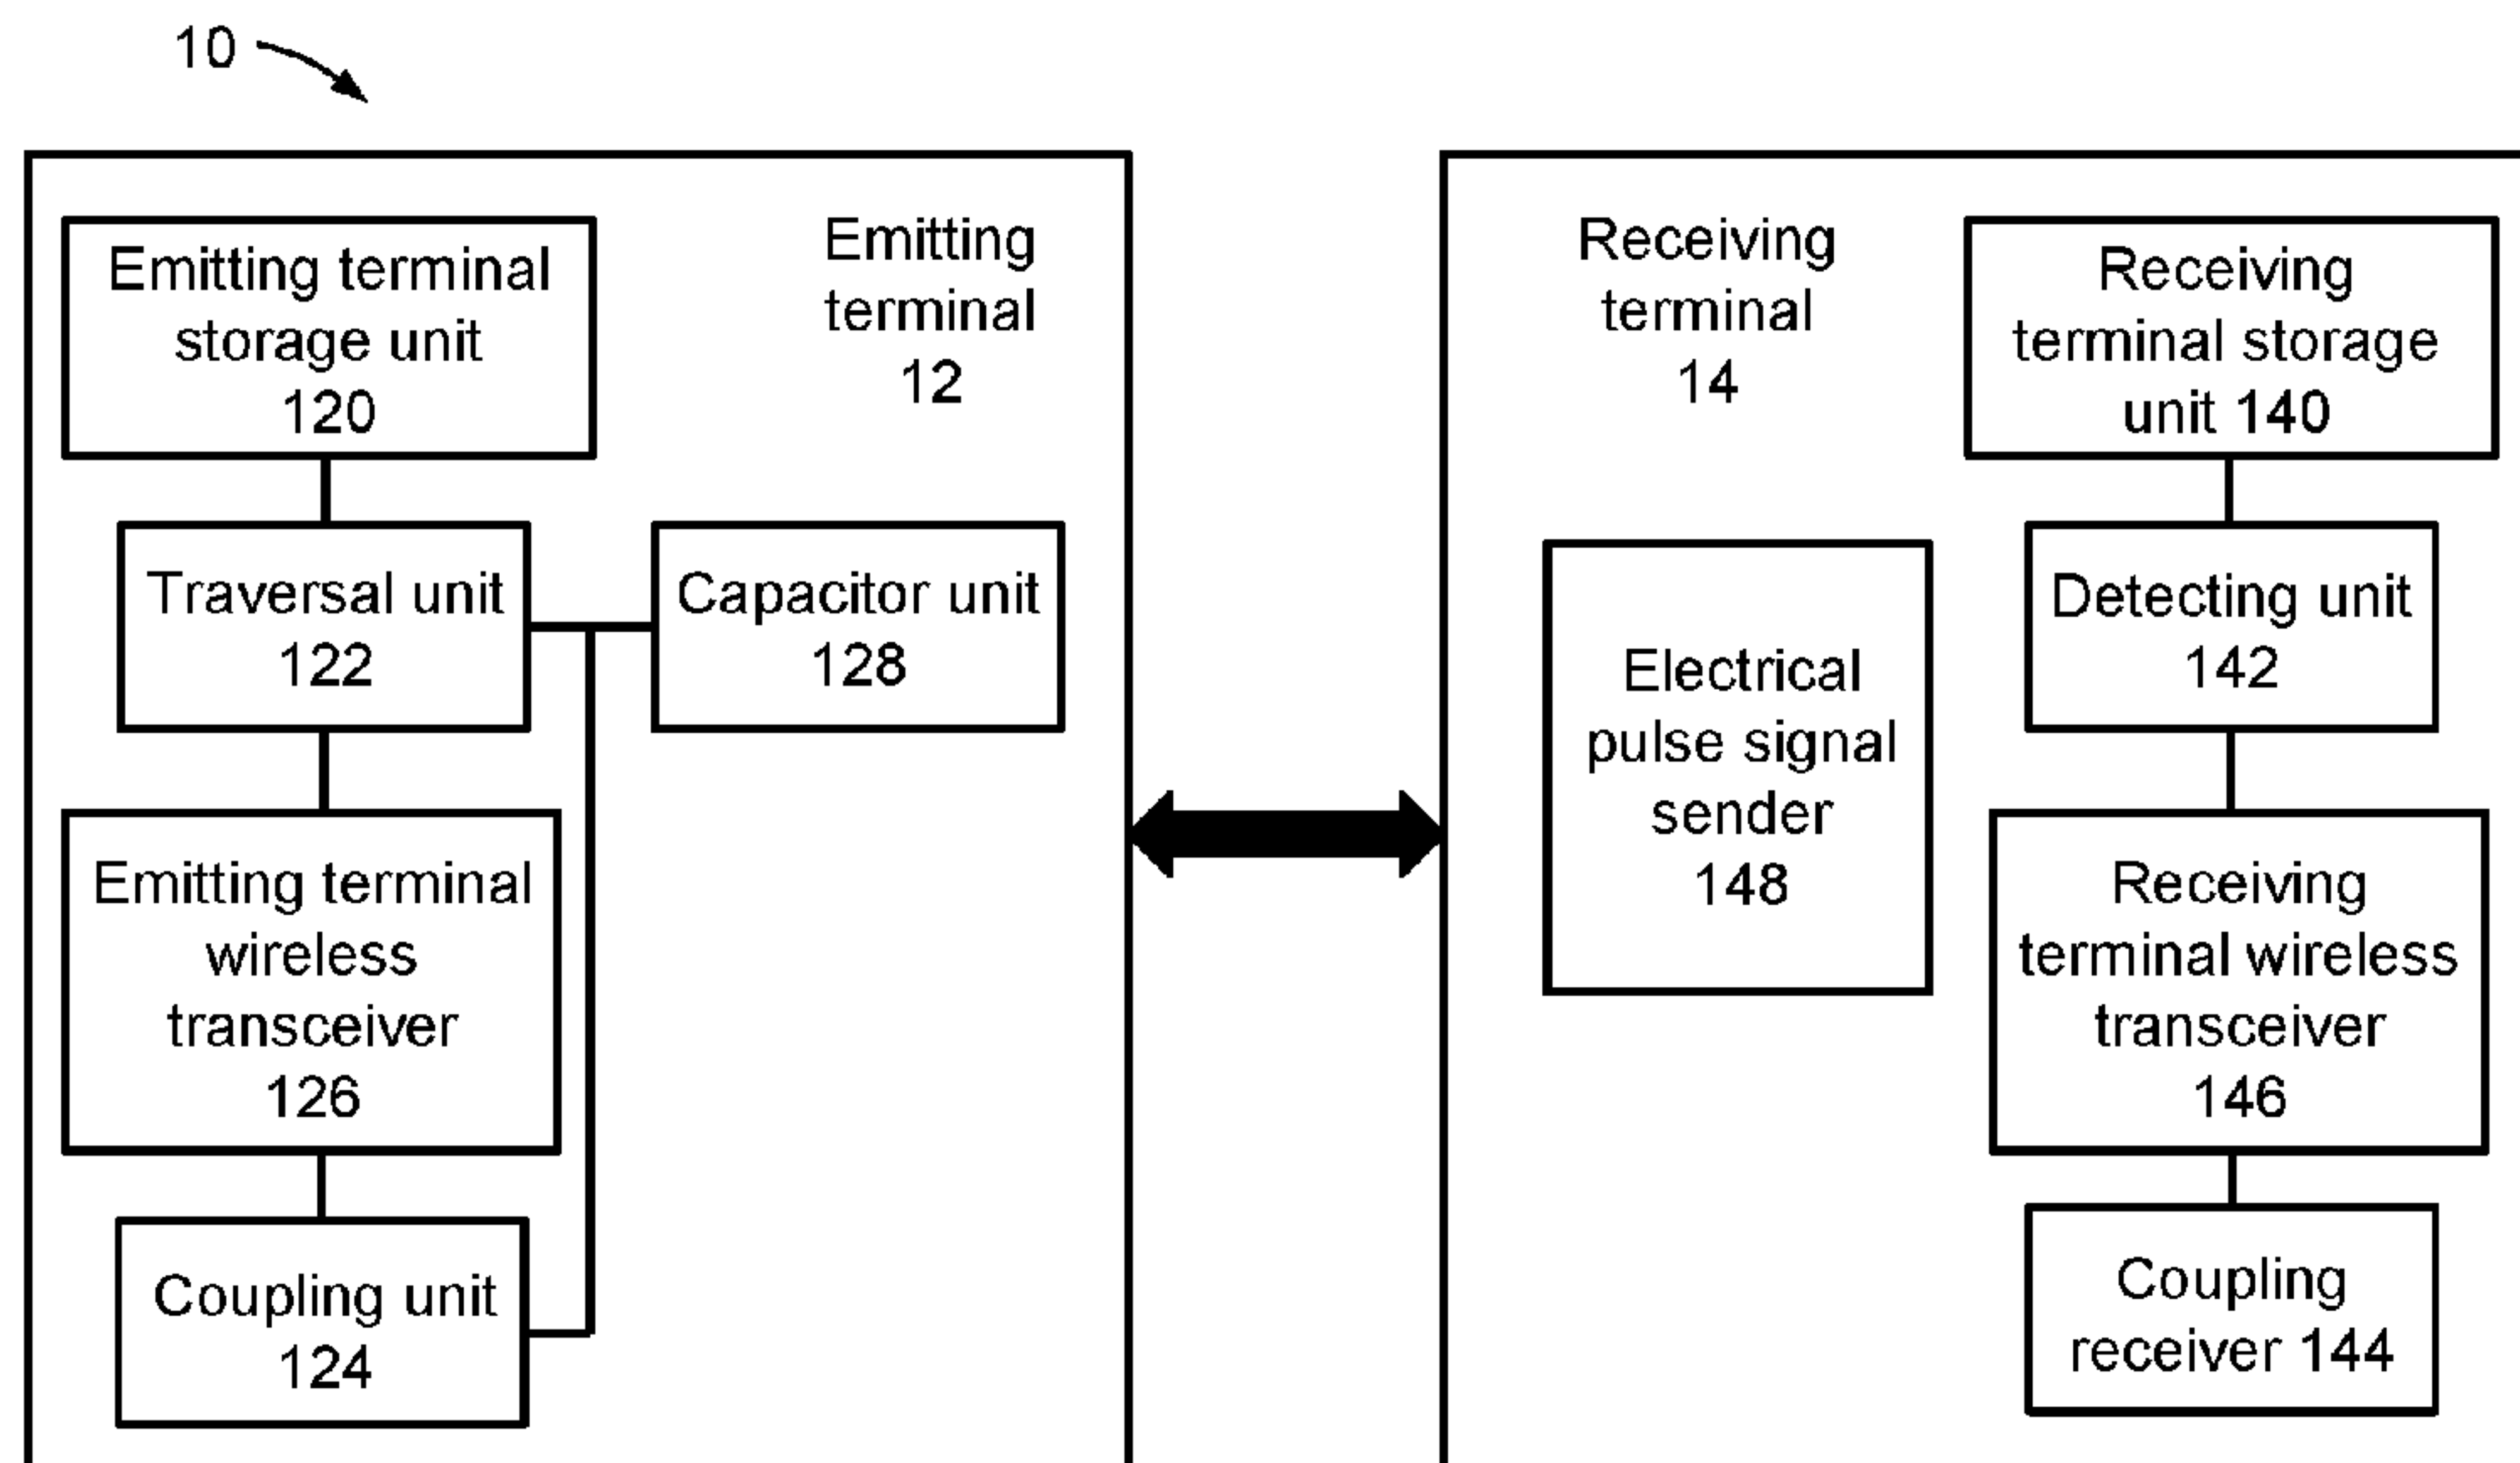 10
Emitting terminal
storage unit
120
Emitting
terminal
12
Traversal unit
122
Capacitor unit
128
Emitting terminal
wireless
transceiver
126
Coupling unit
124
Receiving
terminal
14
Receiving
terminal storage
unit 140
Electrical
pulse signal
sender
148
Detecting unit
142
Receiving
terminal wireless
transceiver
146
Coupling
receiver 144